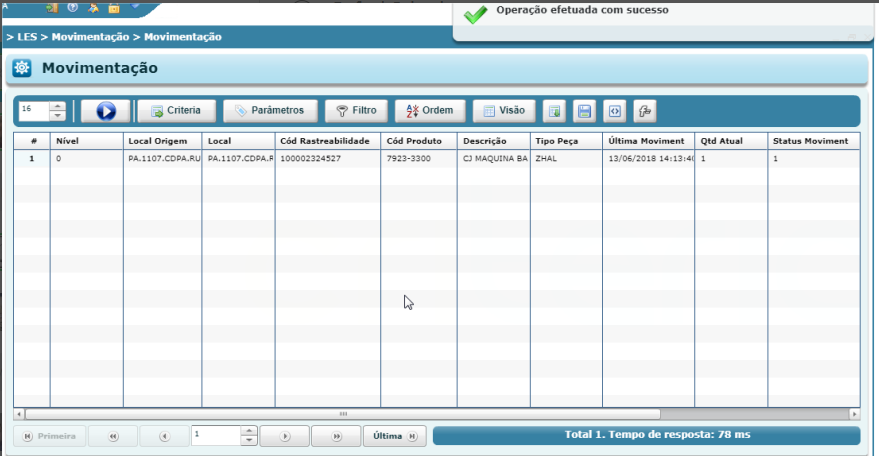 Operação efetuada com sucesso
> LES > Movimentação > Movimentação
Movimentação
16 Criteria Parâmetros Filtro Ordem Visão
# Nível Local Origem Local Cód Rastreabilidade Cód Produto Descrição Tipo Peça Última Moviment Qtd Atual Status Moviment
1 0 PA.1107.CDPA.RU PA.1107.CDPA.R 100002324527 7923-3300 CJ MAQUINA BA ZHAL 13/06/2018 14:13:4( 1 1
Primeira 1 Última Total 1. Tempo de resposta: 78 ms